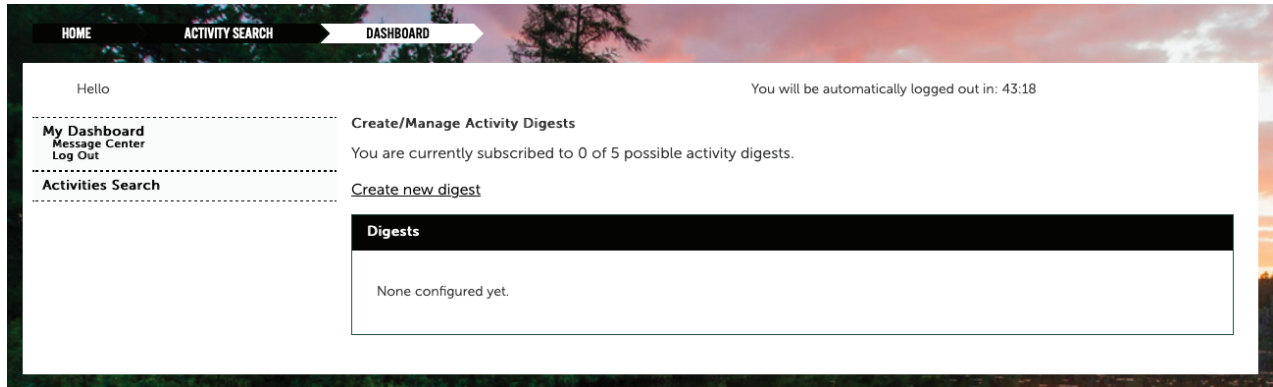 HOME ACTIVITY SEARCH DASHBOARD
Hello
You will be automatically logged out in: 43:18
My Dashboard
Message Center
Log Out
Activities Search
Create/Manage Activity Digests
You are currently subscribed to 0 of 5 possible activity digests.
Create new digest
Digests
None configured yet.